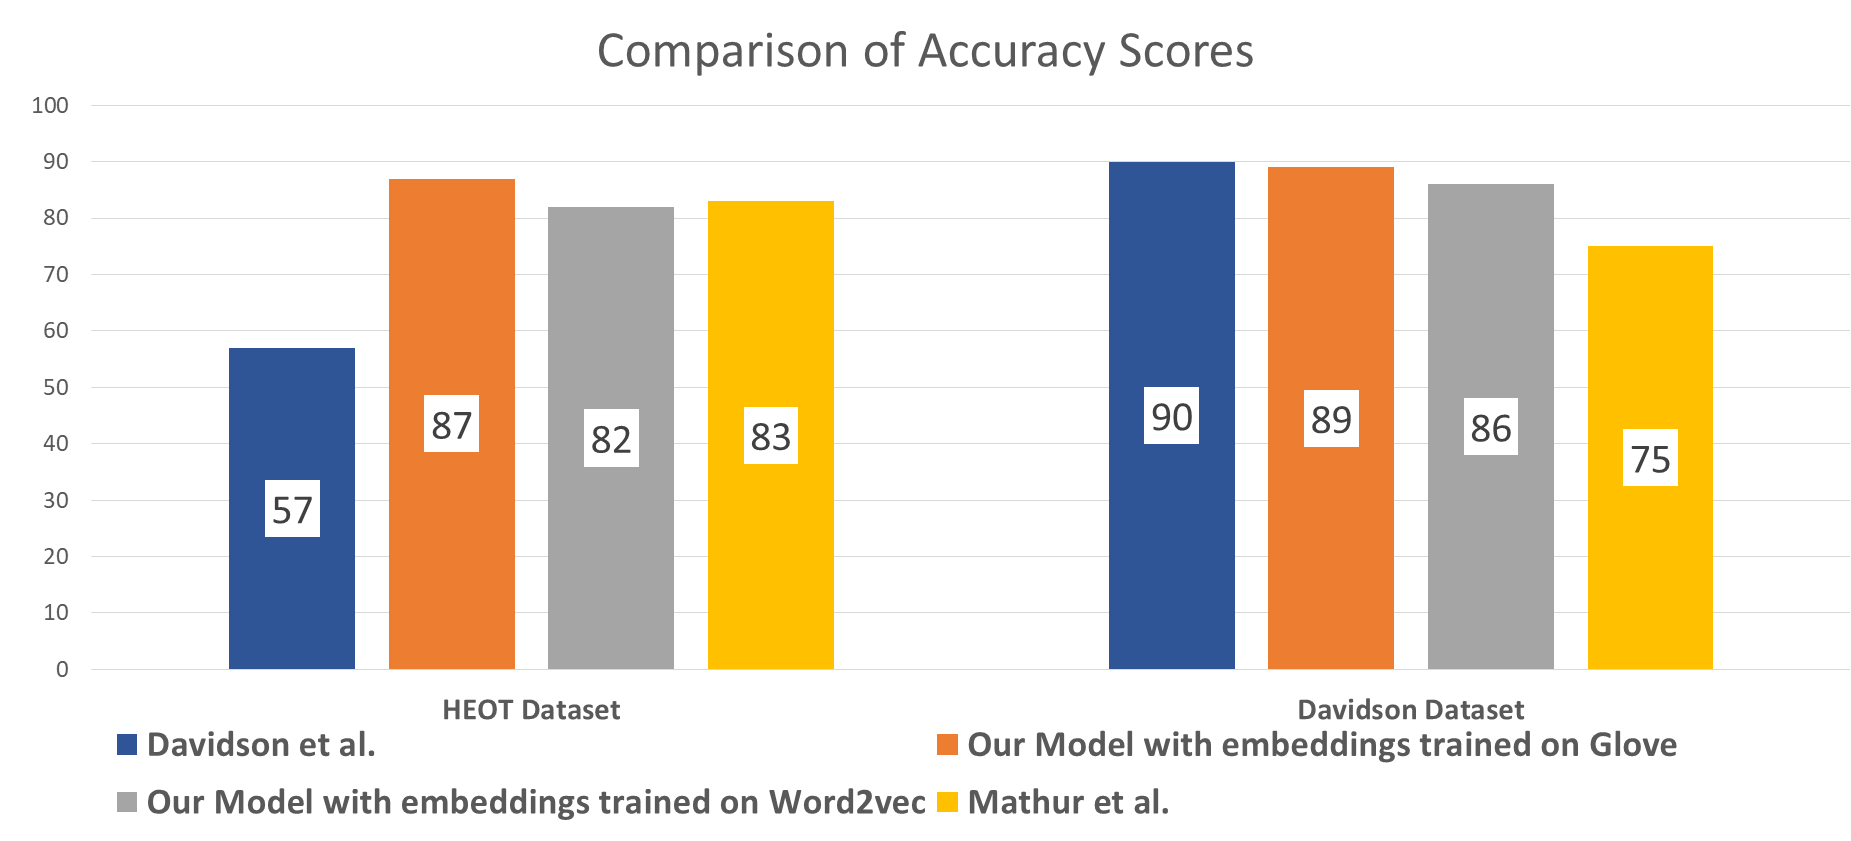 Comparison of Accuracy Scores
100
90
80
70
60
50
40
30
20
10
0
57
87
82
83
90
89
86
75
HEOT Dataset
Davidson Dataset
Davidson et al.
Our Model with embeddings trained on Glove
Our Model with embeddings trained on Word2vec
Mathur et al.